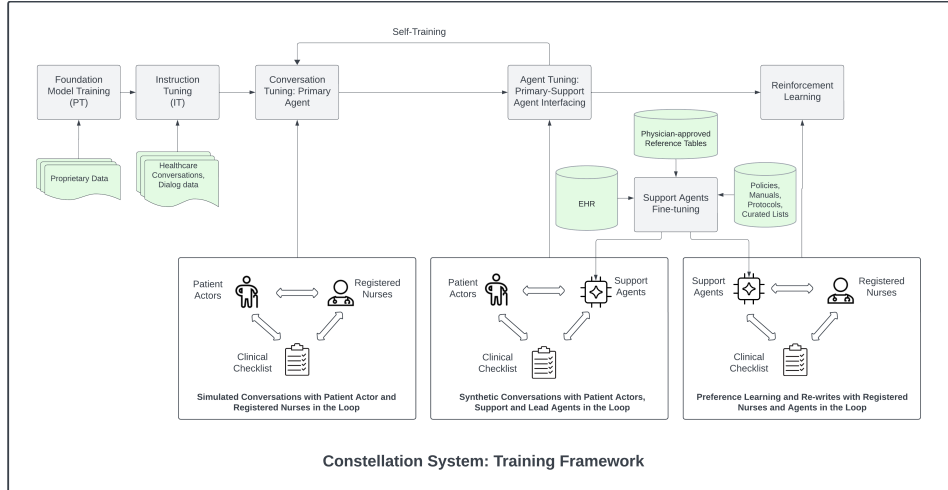 Self-Training
Foundation
Model Training
(PT)
Instruction
Tuning
(IT)
Conversation
Tuning: Primary
Agent
Agent Tuning:
Primary-Support
Agent Interfacing
Reinforcement
Learning
Proprietary Data
Healthcare
Conversations,
Dialog data
Physician-approved
Reference Tables
EHR
Support Agents
Fine-tuning
Policies,
Manuals,
Protocols,
Curated Lists
Patient
Actors
Registered
Nurses
Clinical
Checklist
Simulated Conversations with Patient Actor and
Registered Nurses in the Loop
Patient
Actors
Support
Agents
Clinical
Checklist
Synthetic Conversations with Patient Actors,
Support and Lead Agents in the Loop
Support
Agents
Registered
Nurses
Clinical
Checklist
Preference Learning and Re-writes with Registered
Nurses and Agents in the Loop
Constellation System: Training Framework